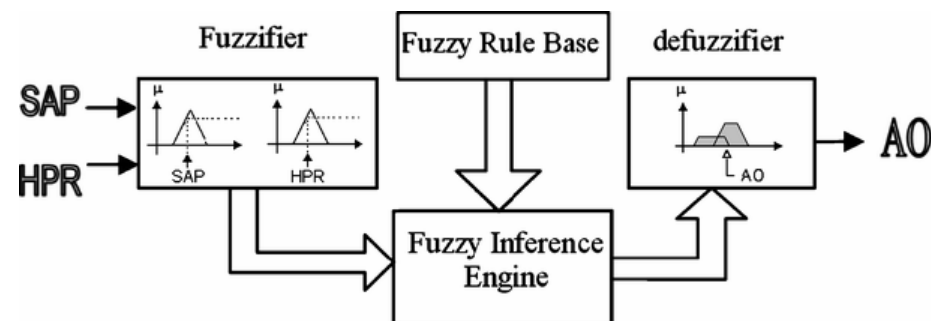 Fuzzifier
Fuzzy Rule Base
defuzzifier
SAP
HPR
μ
μ
SAP
HPR
μ
AO
AO
Fuzzy Inference
Engine